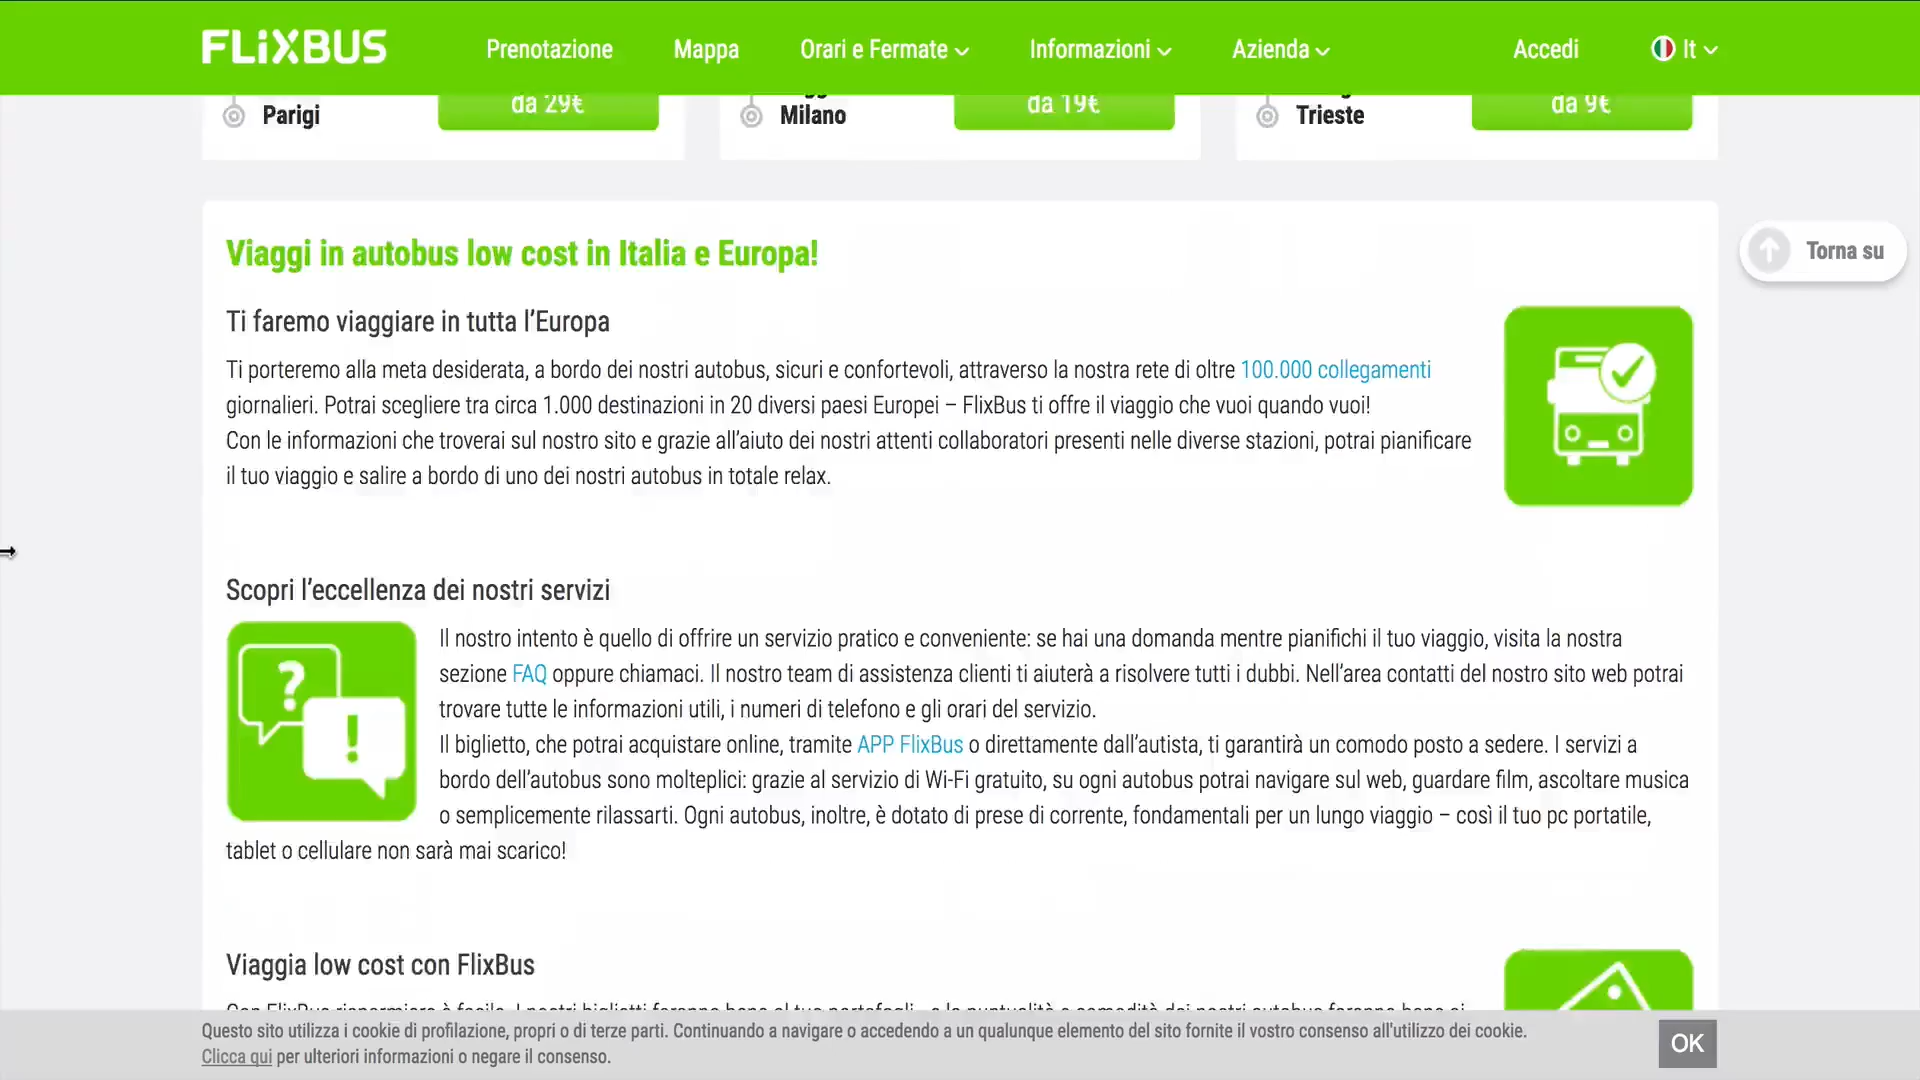 FLiXBUS Prenotazione Mappa Orari e Fermate Informazioni Azienda Accedi It
Parigi da 29€ Milano da 19€ Trieste da 9€
Viaggi in autobus low cost in Italia e Europa!
Torna su
Ti faremo viaggiare in tutta l’Europa
Ti porteremo alla meta desiderata, a bordo dei nostri autobus, sicuri e confortevoli, attraverso la nostra rete di oltre 100.000 collegamenti
giornalieri. Potrai scegliere tra circa 1.000 destinazioni in 20 diversi paesi Europei – FlixBus ti offre il viaggio che vuoi quando vuoi!
Con le informazioni che troverai sul nostro sito e grazie all’aiuto dei nostri attenti collaboratori presenti nelle diverse stazioni, potrai pianificare
il tuo viaggio e salire a bordo di uno dei nostri autobus in totale relax.
Scopri l’eccellenza dei nostri servizi
Il nostro intento è quello di offrire un servizio pratico e conveniente: se hai una domanda mentre pianifichi il tuo viaggio, visita la nostra
sezione FAQ oppure chiamaci. Il nostro team di assistenza clienti ti aiuterà a risolvere tutti i dubbi. Nell’area contatti del nostro sito web potrai
trovare tutte le informazioni utili, i numeri di telefono e gli orari del servizio.
Il biglietto, che potrai acquistare online, tramite APP FlixBus o direttamente dall’autista, ti garantirà un comodo posto a sedere. I servizi a
bordo dell’autobus sono molteplici: grazie al servizio di Wi-Fi gratuito, su ogni autobus potrai navigare sul web, guardare film, ascoltare musica
o semplicemente rilassarti. Ogni autobus, inoltre, è dotato di prese di corrente, fondamentali per un lungo viaggio – così il tuo pc portatile,
tablet o cellulare non sarà mai scarico!
Viaggia low cost con FlixBus
Questo sito utilizza i cookie di profilazione, propri o di terze parti. Continuando a navigare o accedendo a un qualunque elemento del sito fornite il vostro consenso all'utilizzo dei cookie.
Clicca qui per ulteriori informazioni o negare il consenso.
OK